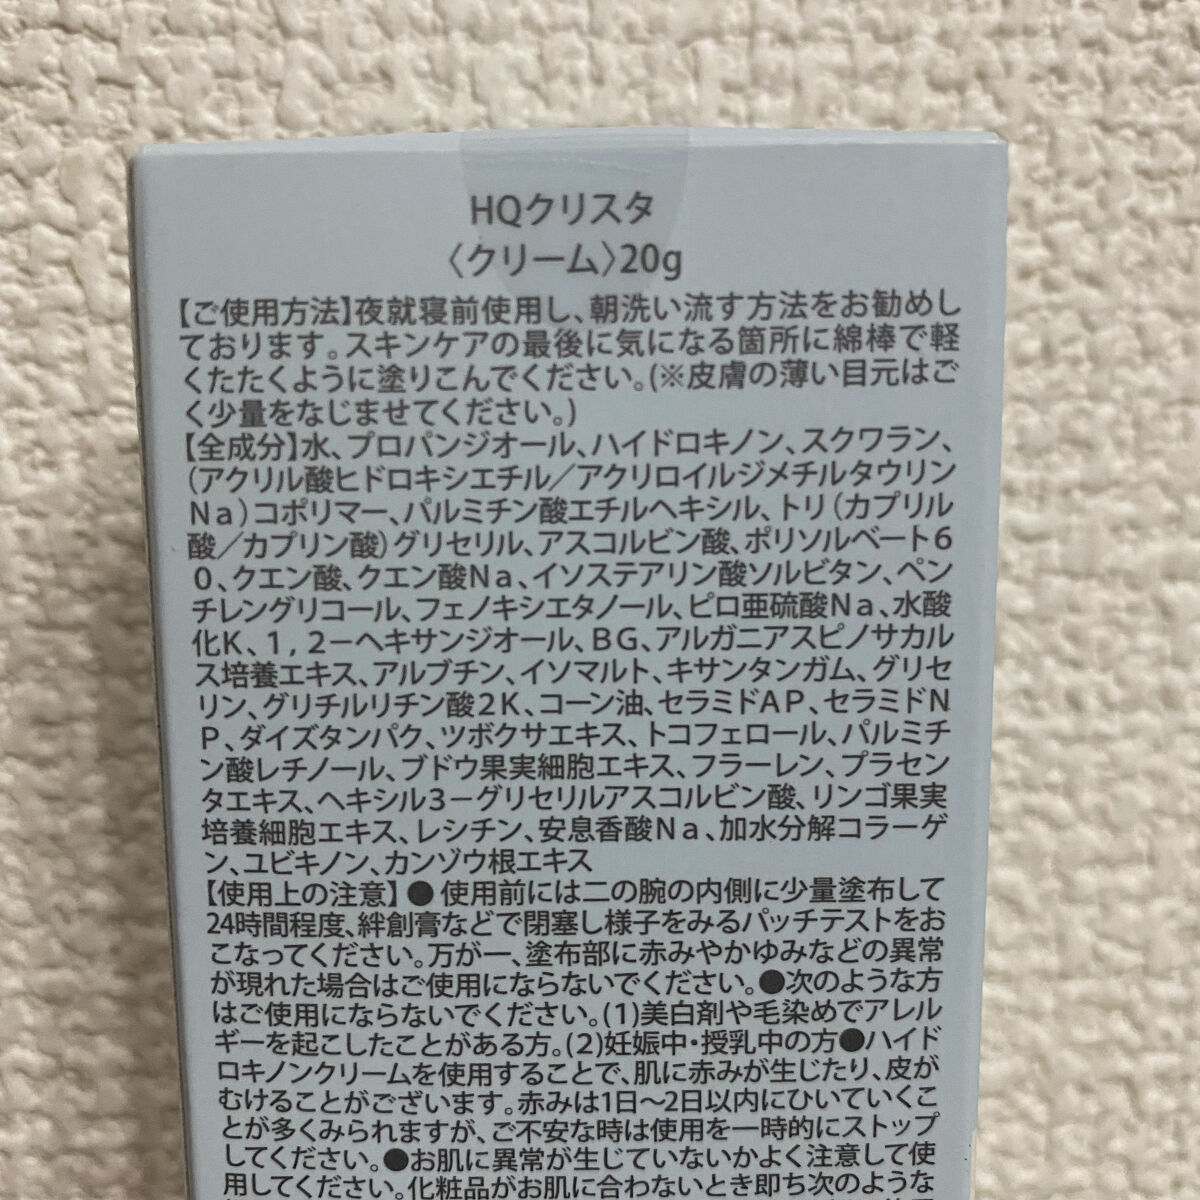 HQクリスタ
〈クリーム〉20g
【ご使用方法】夜就寝前使用し、朝洗い流す方法をお勧めし
ております。スキンケアの最後に気になる箇所に綿棒で軽
くたたくように塗りこんでください。(※皮膚の薄い目元はご
く少量をなじませてください。)
【全成分】水、プロパンジオール、ハイドロキノン、スクワラン、
(アクリル酸ヒドロキシエチル／アクリロイルジメチルタウリン
Na)コポリマー、パルミチン酸エチルヘキシル、トリ(カプリル
酸／カプリン酸)グリセリル、アスコルビン酸、ポリソルベート６
０、クエン酸、クエン酸Na、イソステアリン酸ソルビタン、ペン
チレングリコール、フェノキシエタノール、ピロ亜硫酸Na、水酸
化K、1，2－ヘキサンジオール、BG、アルガニアスピノサカル
ス培養エキス、アルブチン、イソマルト、キサンタンガム、グリセ
リン、グリチルリチン酸2K、コーン油、セラミドAP、セラミドN
P、ダイズタンパク、ツボクサエキス、トコフェロール、パルミチ
ン酸レチノール、ブドウ果実細胞エキス、フラーレン、プラセン
タエキス、ヘキシル3－グリセリルアスコルビン酸、リンゴ果実
培養細胞エキス、レシチン、安息香酸Na、加水分解コラーゲ
ン、ユビキノン、カンゾウ根エキス
【使用上の注意】●使用前には二の腕の内側に少量塗布して
24時間程度、絆創膏などで閉塞し様子をみるパッチテストをお
こなってください。万が一、塗布部に赤みやかゆみなどの異常
が現れた場合はご使用にならないでください。●次のような方
はご使用にならないでください。(1)美白剤や毛染めでアレル
ギーを起こしたことがある方。(2)妊娠中・授乳中の方●ハイド
ロキノンクリームを使用することで、肌に赤みが生じたり、皮が
むけることがございます。赤みは1日〜2日以内にひいていくこ
とが多くみられますが、ご不安な時は使用を一時的にストップ
してください。●お肌に異常が生じていないかよく注意して使
用してください。化粧品がお肌に合わないとき即ち次のような